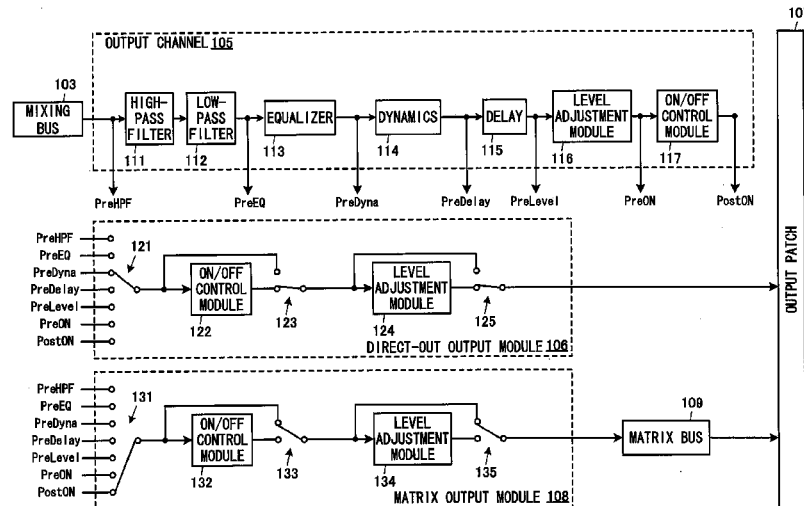 10
OUTPUT CHANNEL 105
103
MIXING BUS
HIGH-PASS FILTER
LOW-PASS FILTER
EQUALIZER
DYNAMICS
DELAY
LEVEL ADJUSTMENT MODULE
ON/OFF CONTROL MODULE
111
112
113
114
115
116
117
PreHPF
PreEQ
PreDyna
PreDelay
PreLevel
PreON
PostON
OUTPUT PATCH
PreHPF
PreEQ
PreDyna
PreDelay
PreLevel
PreON
PostON
121
ON/OFF CONTROL MODULE
122
123
LEVEL ADJUSTMENT MODULE
124
125
DIRECT-OUT OUTPUT MODULE 106
PreHPF
PreEQ
PreDyna
PreDelay
PreLevel
PreON
PostON
131
ON/OFF CONTROL MODULE
132
133
LEVEL ADJUSTMENT MODULE
134
135
109
MATRIX BUS
MATRIX OUTPUT MODULE 108